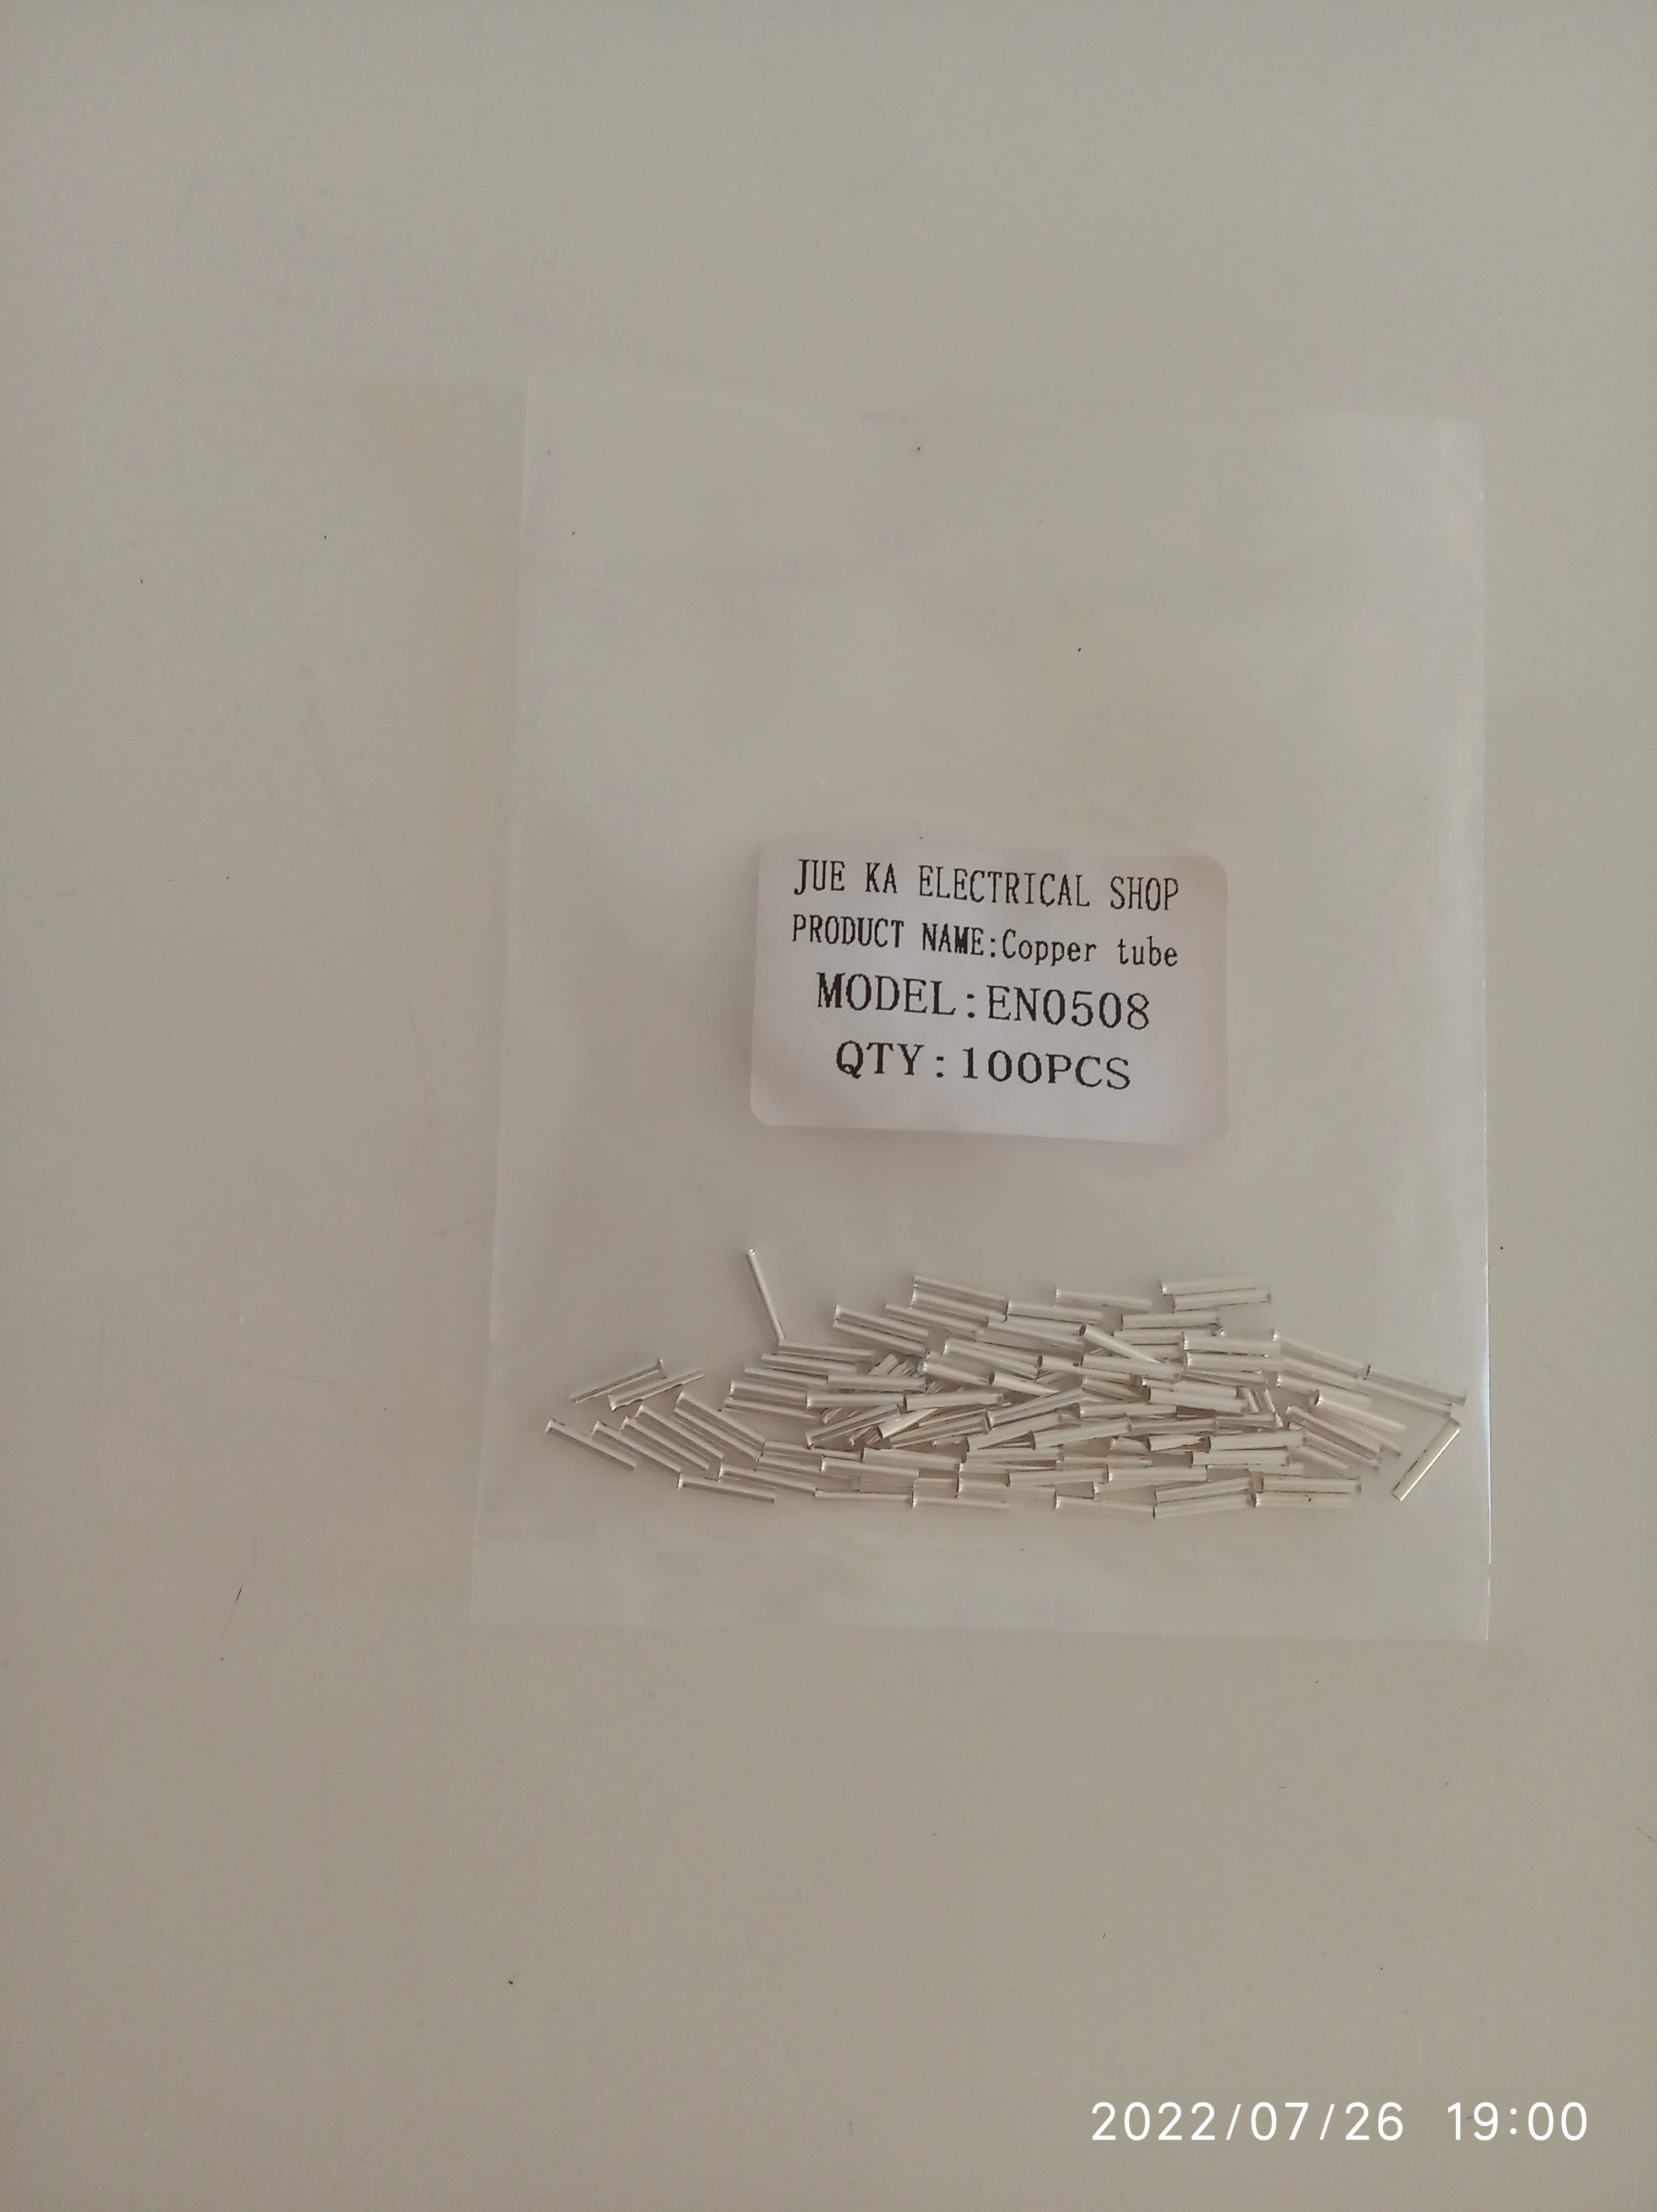 JUE KA ELECTRICAL SHOP
PRODUCT NAME:Copper tube
MODEL:EN0508
QTY:100PCS
2022/07/26 19:00